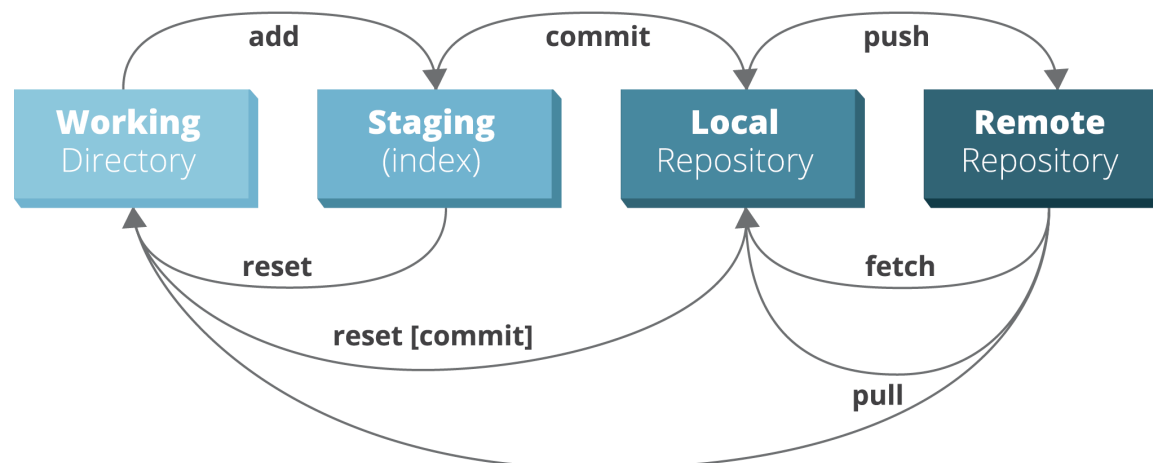 add
commit
push
Working
Directory
Staging
(index)
Local
Repository
Remote
Repository
reset
fetch
reset [commit]
pull